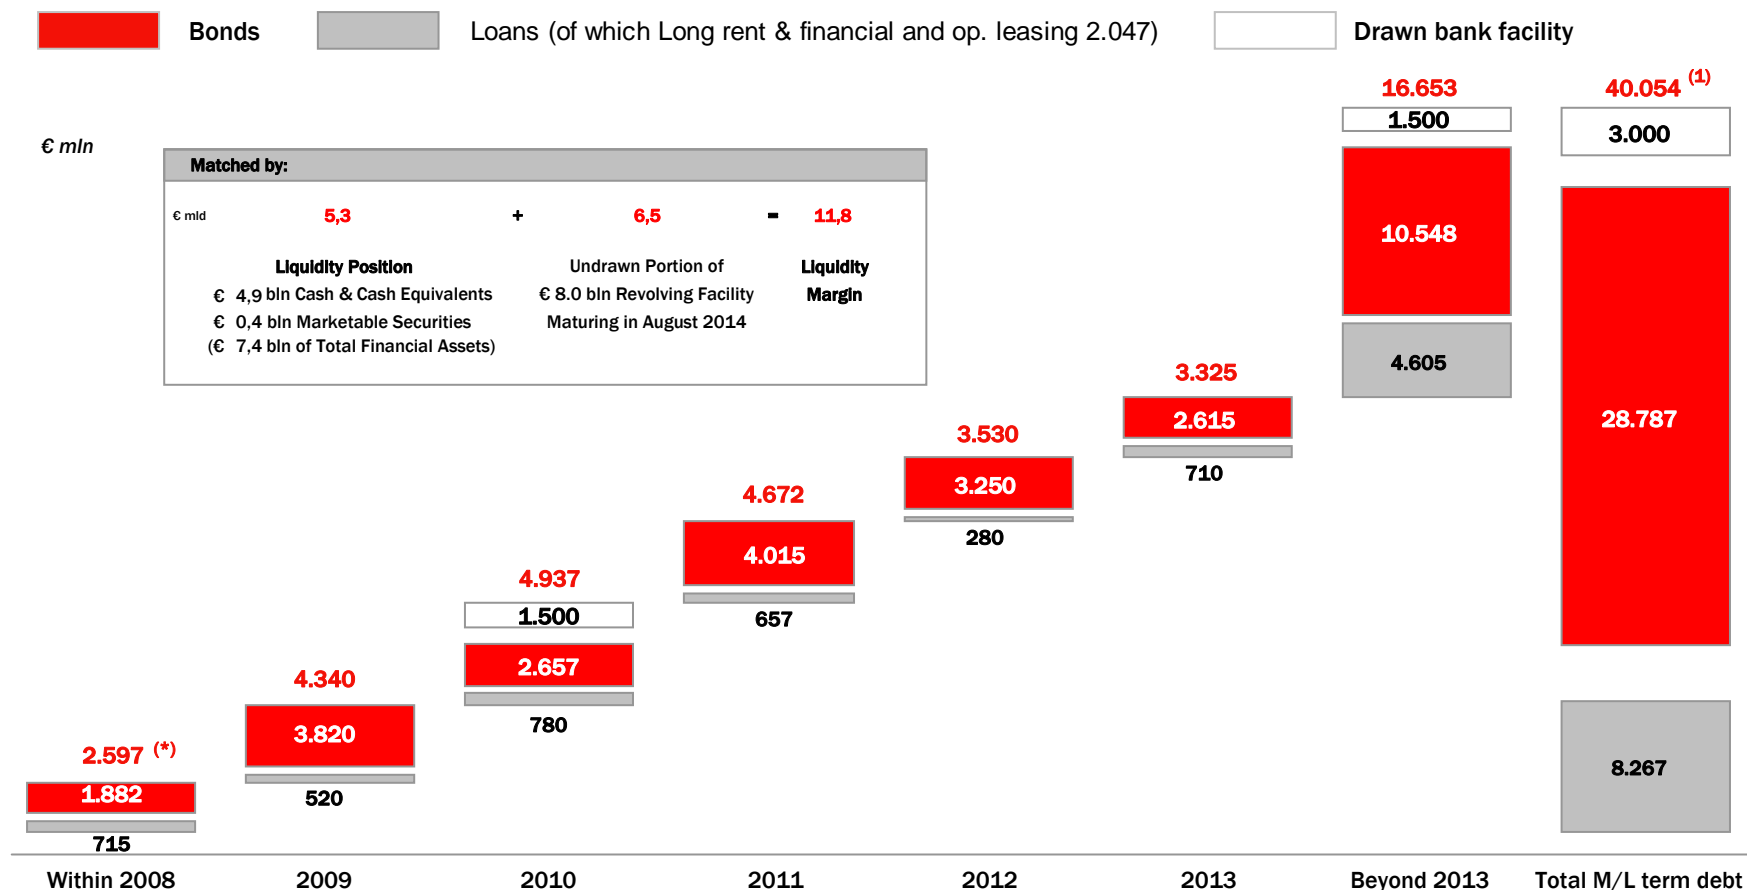 Bonds
Loans (of which Long rent & financial and op. leasing 2.047)
Drawn bank facility
€ mln
Matched by:
€ mld 5,3 + 6,5 = 11,8
Liquidity Position
€ 4,9 bln Cash & Cash Equivalents
€ 0,4 bln Marketable Securities
(€ 7,4 bln of Total Financial Assets)
Undrawn Portion of
€ 8.0 bln Revolving Facility
Maturing in August 2014
Liquidity
Margin
2.597 (*)
1.882
715
4.340
3.820
520
4.937
1.500
2.657
780
4.672
4.015
657
3.530
3.250
280
3.325
2.615
710
16.653
1.500
10.548
4.605
40.054 (1)
3.000
28.787
8.267
Within 2008
2009
2010
2011
2012
2013
Beyond 2013
Total M/L term debt